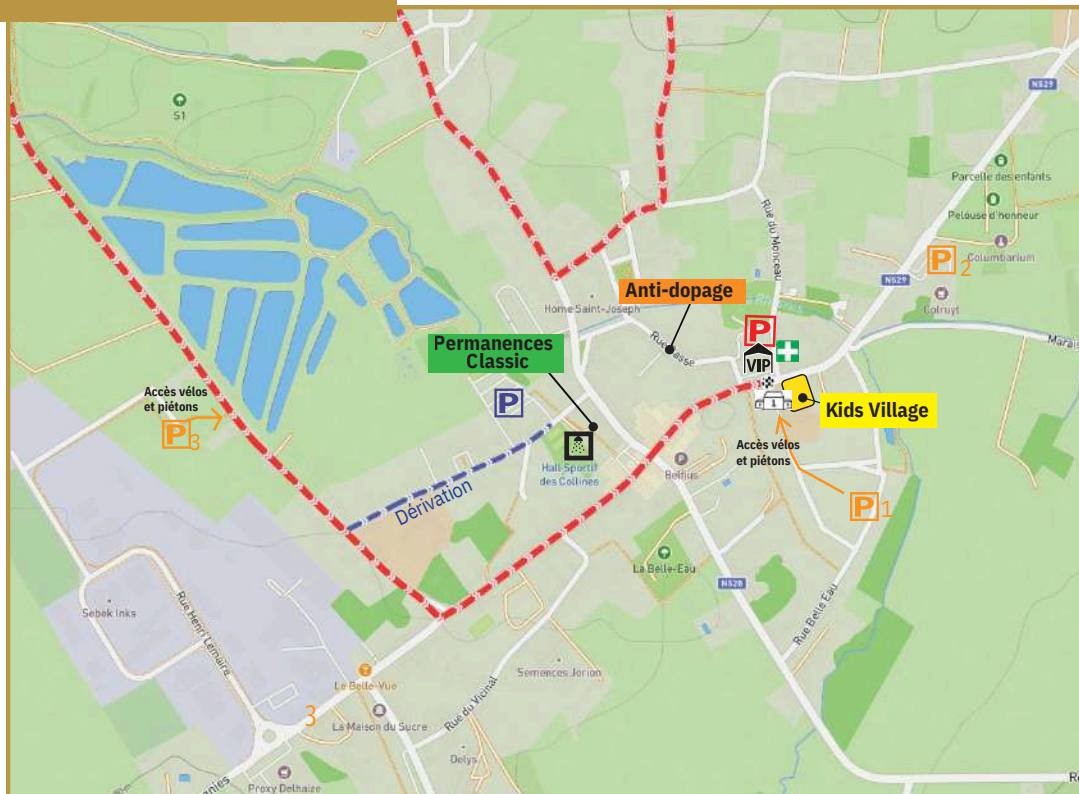 S1
N529
Parcelle des enfants
Pelouse d'honneur
Columbarium
P 2
N529
Colruyt
Rue du Monceau
Marais
Home Saint-Joseph
Anti-dopage
Rue Basse
P
VIP
1
Kids Village
Permanences
Classic
P
Hall Sportif
des Collines
Dérivation
Accès vélos
et piétons
P 3
Belfius
Accès vélos
et piétons
P 1
La Belle-Eau
N528
Rue Belle Eau
Sebek Inks
Rue Henri Lemaire
Semences Jorion
Le Belle-Vue
3
La Maison du Sucre
Rue du Vicinal
Delys
Proxy Delhaize